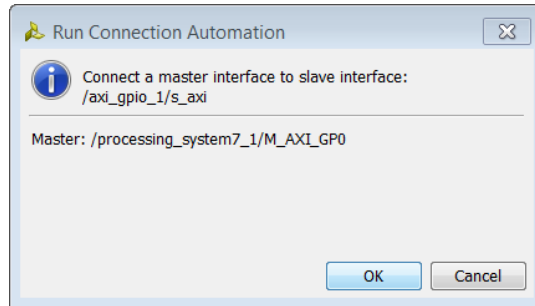 Run Connection Automation
Connect a master interface to slave interface:
/axi_gpio_1/s_axi
Master: /processing_system7_1/M_AXI_GP0
OK Cancel